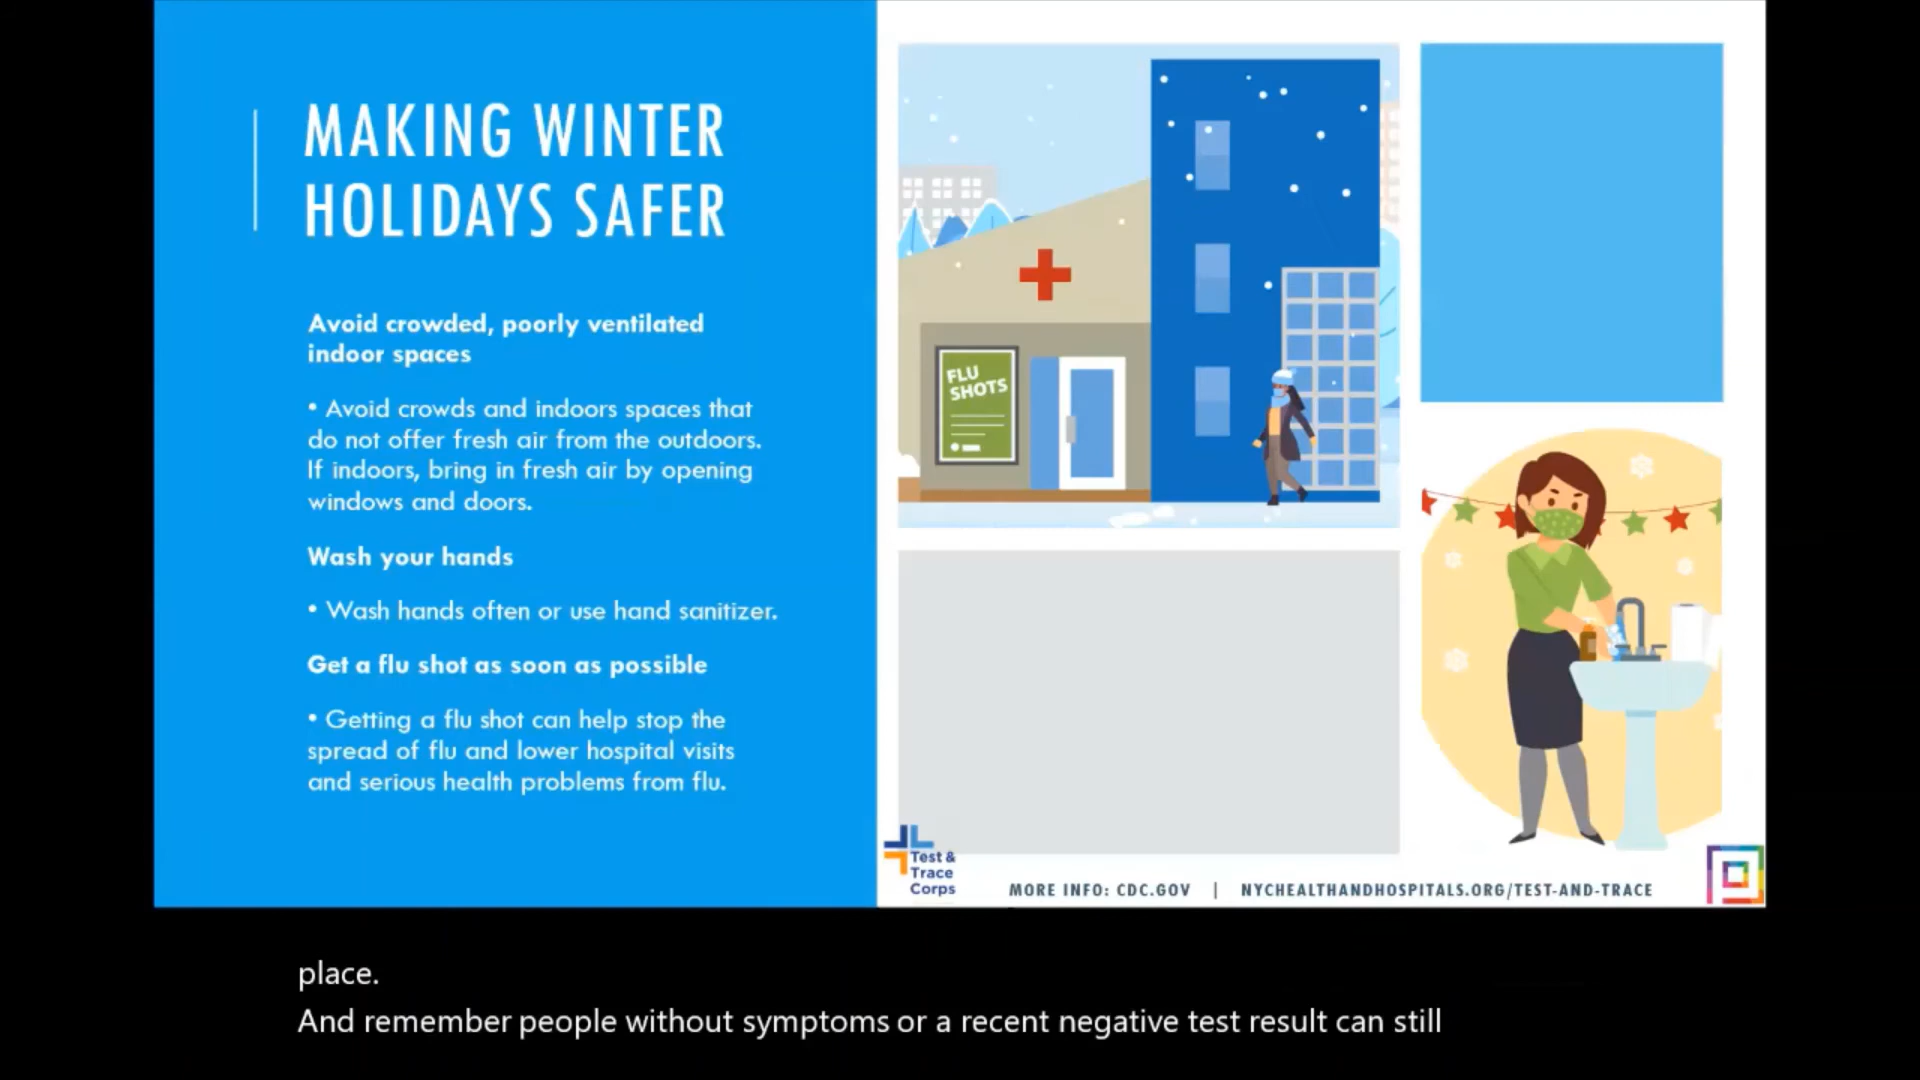 MAKING WINTER
HOLIDAYS SAFER
Avoid crowded, poorly ventilated
indoor spaces
• Avoid crowds and indoors spaces that
do not offer fresh air from the outdoors.
If indoors, bring in fresh air by opening
windows and doors.
Wash your hands
• Wash hands often or use hand sanitizer.
Get a flu shot as soon as possible
• Getting a flu shot can help stop the
spread of flu and lower hospital visits
and serious health problems from flu.
FLU
SHOTS
Test &
Trace
Corps
MORE INFO: CDC.GOV | NYCHEALTHANDHOSPITALS.ORG/TEST-AND-TRACE
place.
And remember people without symptoms or a recent negative test result can still